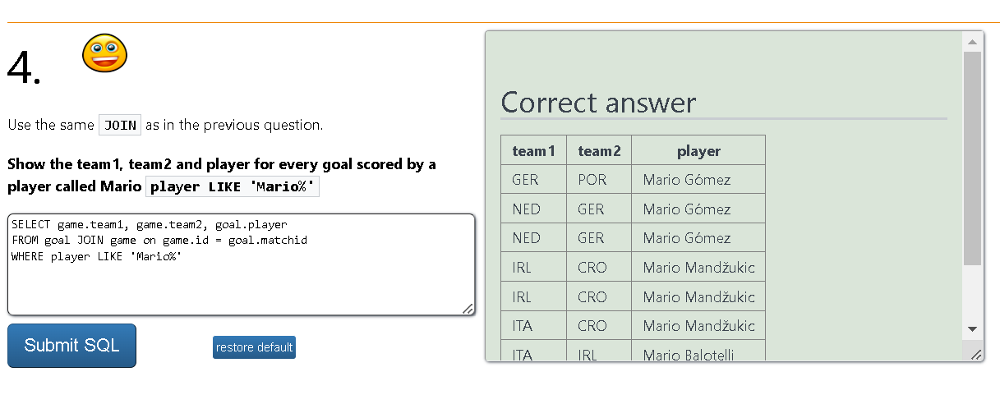 4.
Use the same JOIN as in the previous question.
Show the team1, team2 and player for every goal scored by a
player called Mario player LIKE 'Mario%'
SELECT game.team1, game.team2, goal.player
FROM goal JOIN game on game.id = goal.matchid
WHERE player LIKE 'Mario%'
Submit SQL restore default
Correct answer
team1 team2 player
GER POR Mario Gómez
NED GER Mario Gómez
NED GER Mario Gómez
IRL CRO Mario Mandžukic
IRL CRO Mario Mandžukic
ITA CRO Mario Mandžukic
ITA IRL Mario Balotelli